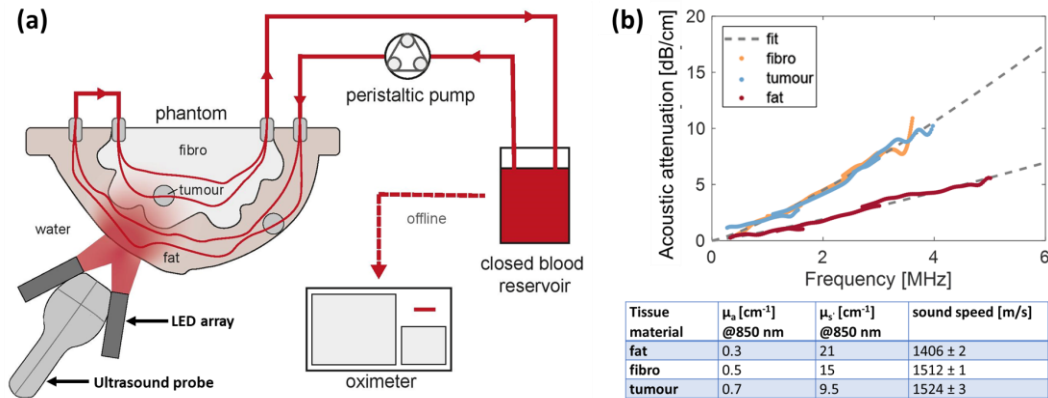 (a)
phantom
fibro
tumour
water
fat
LED array
Ultrasound probe
peristaltic pump
offline
closed blood
reservoir
oximeter
(b)
Acoustic attenuation [dB/cm]
20
15
10
5
0
fit
fibro
tumour
fat
0 2 4 6
Frequency [MHz]
Tissue material μa [cm-1] @850 nm μs' [cm-1] @850 nm sound speed [m/s]
fat 0.3 21 1406 ± 2
fibro 0.5 15 1512 ± 1
tumour 0.7 9.5 1524 ± 3